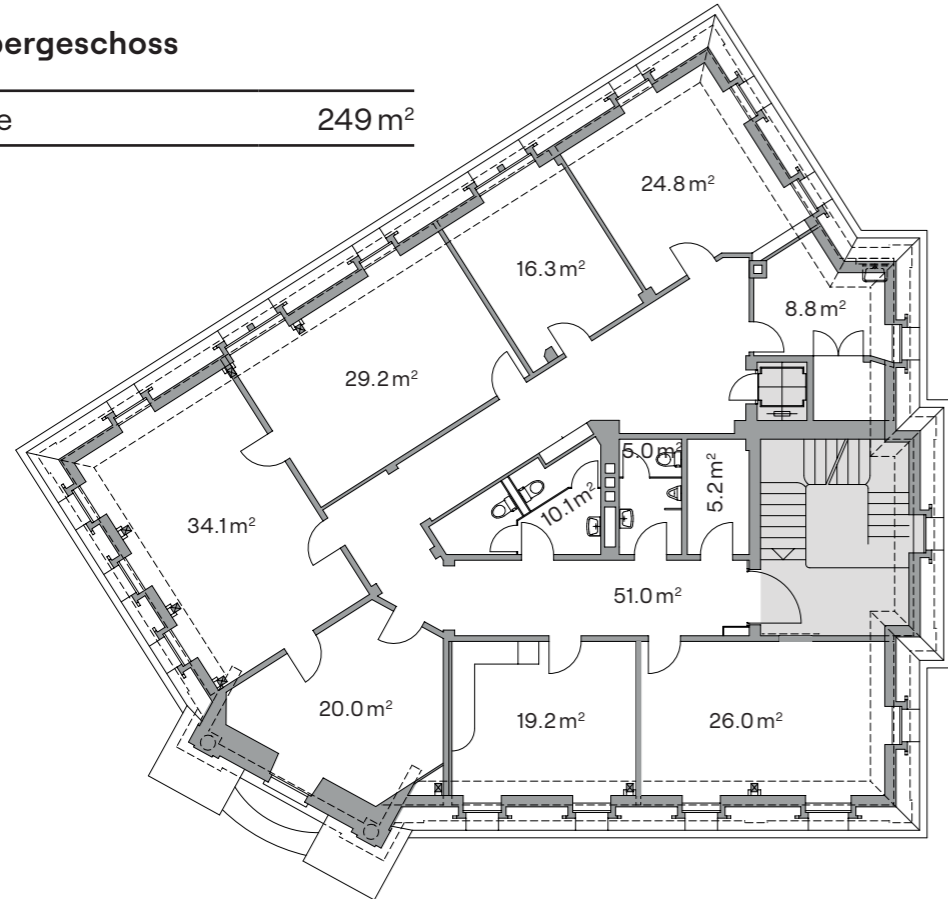 bergeschoss
e 249 m²
24.8 m²
16.3 m²
8.8 m²
29.2 m²
5.0 m²
5.2 m²
10.1 m²
34.1 m²
51.0 m²
20.0 m²
19.2 m²
26.0 m²